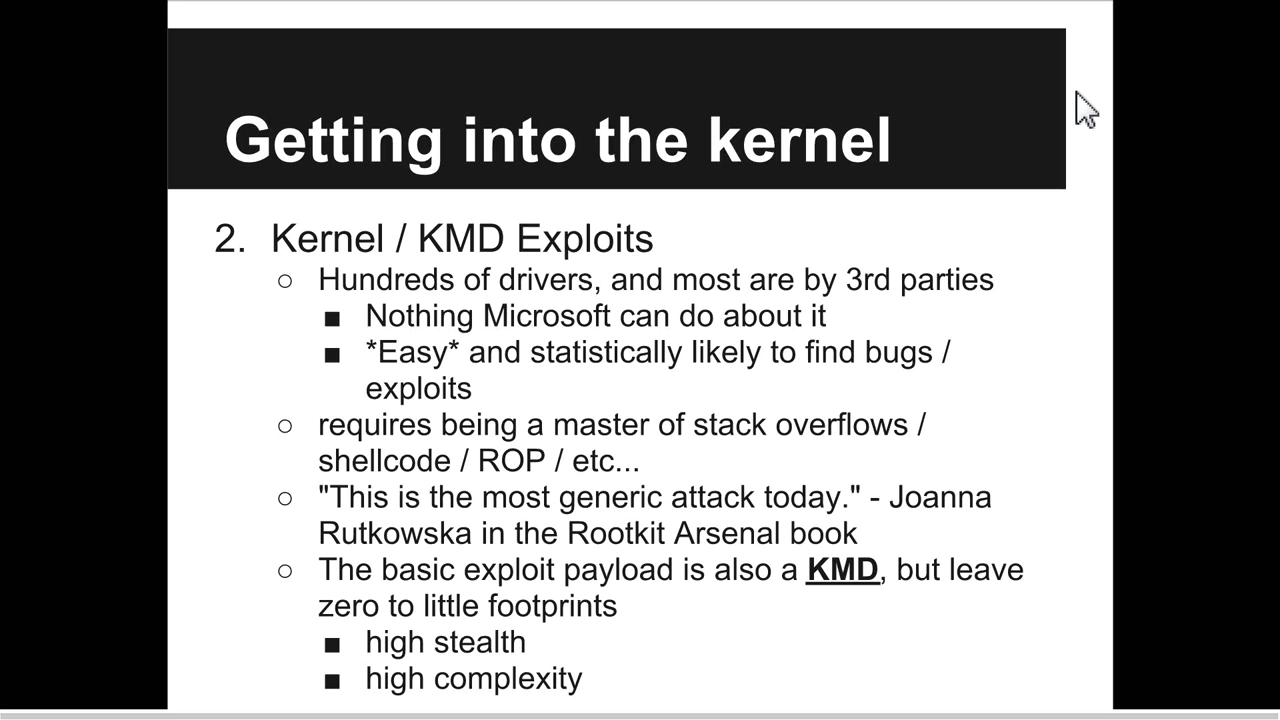 Getting into the kernel
2. Kernel / KMD Exploits
○ Hundreds of drivers, and most are by 3rd parties
■ Nothing Microsoft can do about it
■ *Easy* and statistically likely to find bugs /
exploits
○ requires being a master of stack overflows /
shellcode / ROP / etc...
○ "This is the most generic attack today." - Joanna
Rutkowska in the Rootkit Arsenal book
○ The basic exploit payload is also a KMD, but leave
zero to little footprints
■ high stealth
■ high complexity